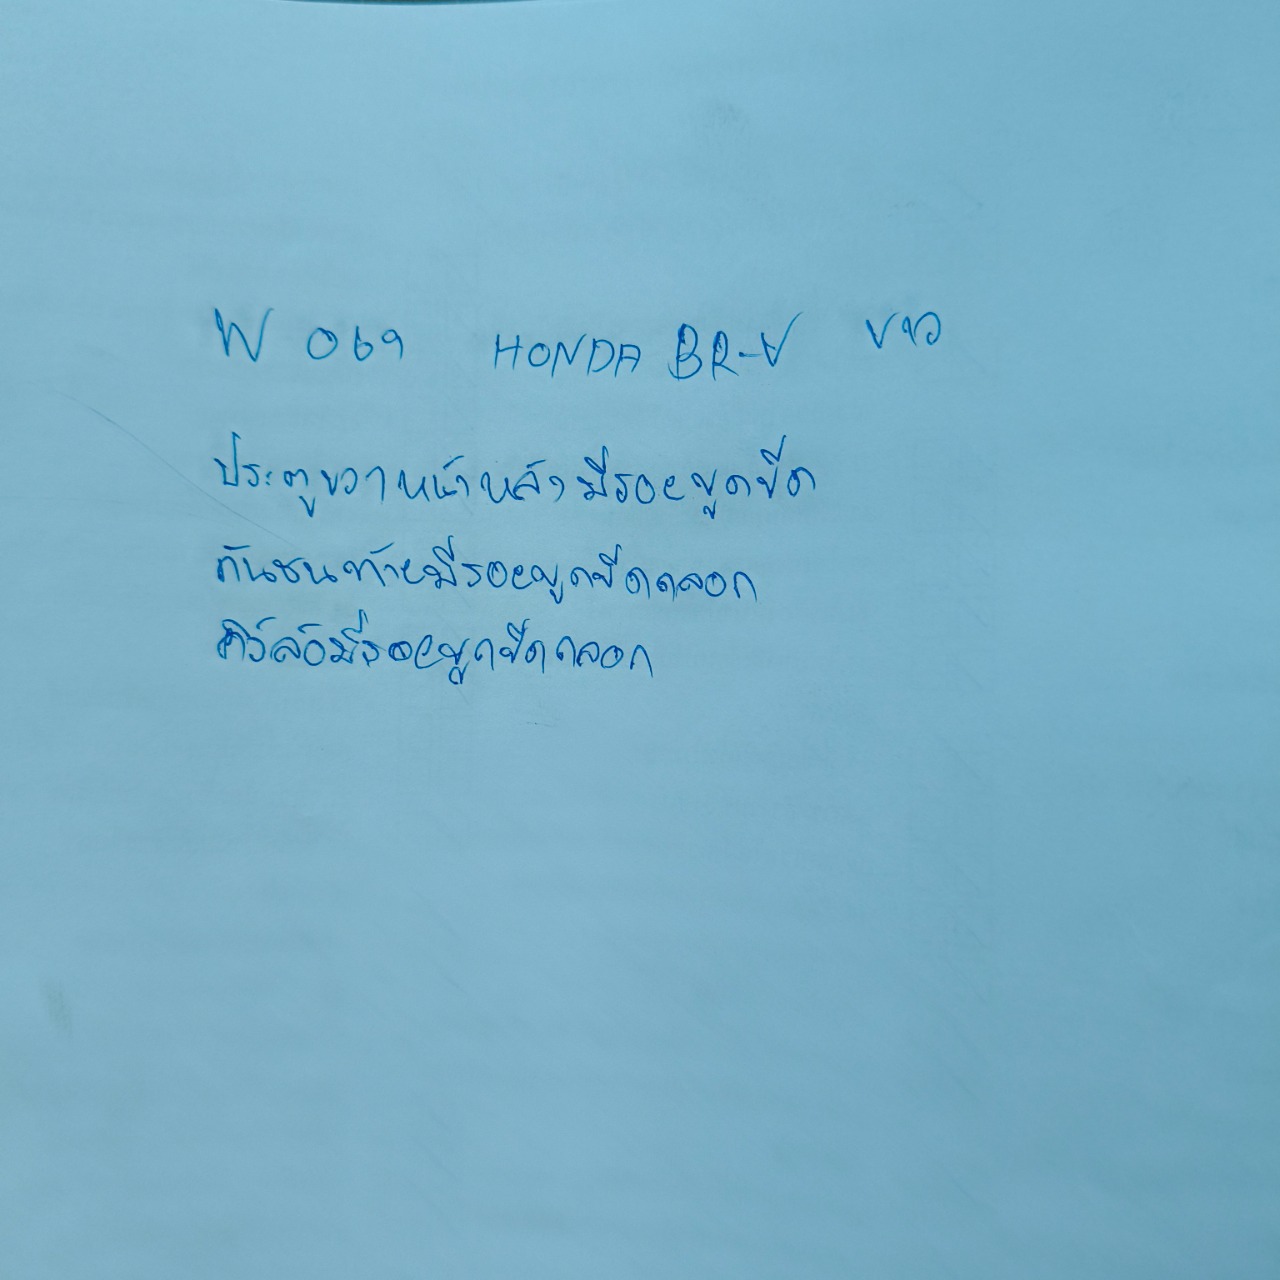 W 069 HONDA BR-V ขาว
ประตูขวาหน้าหลังมีรอยขูดขีด
กันชนท้ายมีรอยขูดขีดถลอก
คิ้วล้อมีรอยขูดขีดถลอก